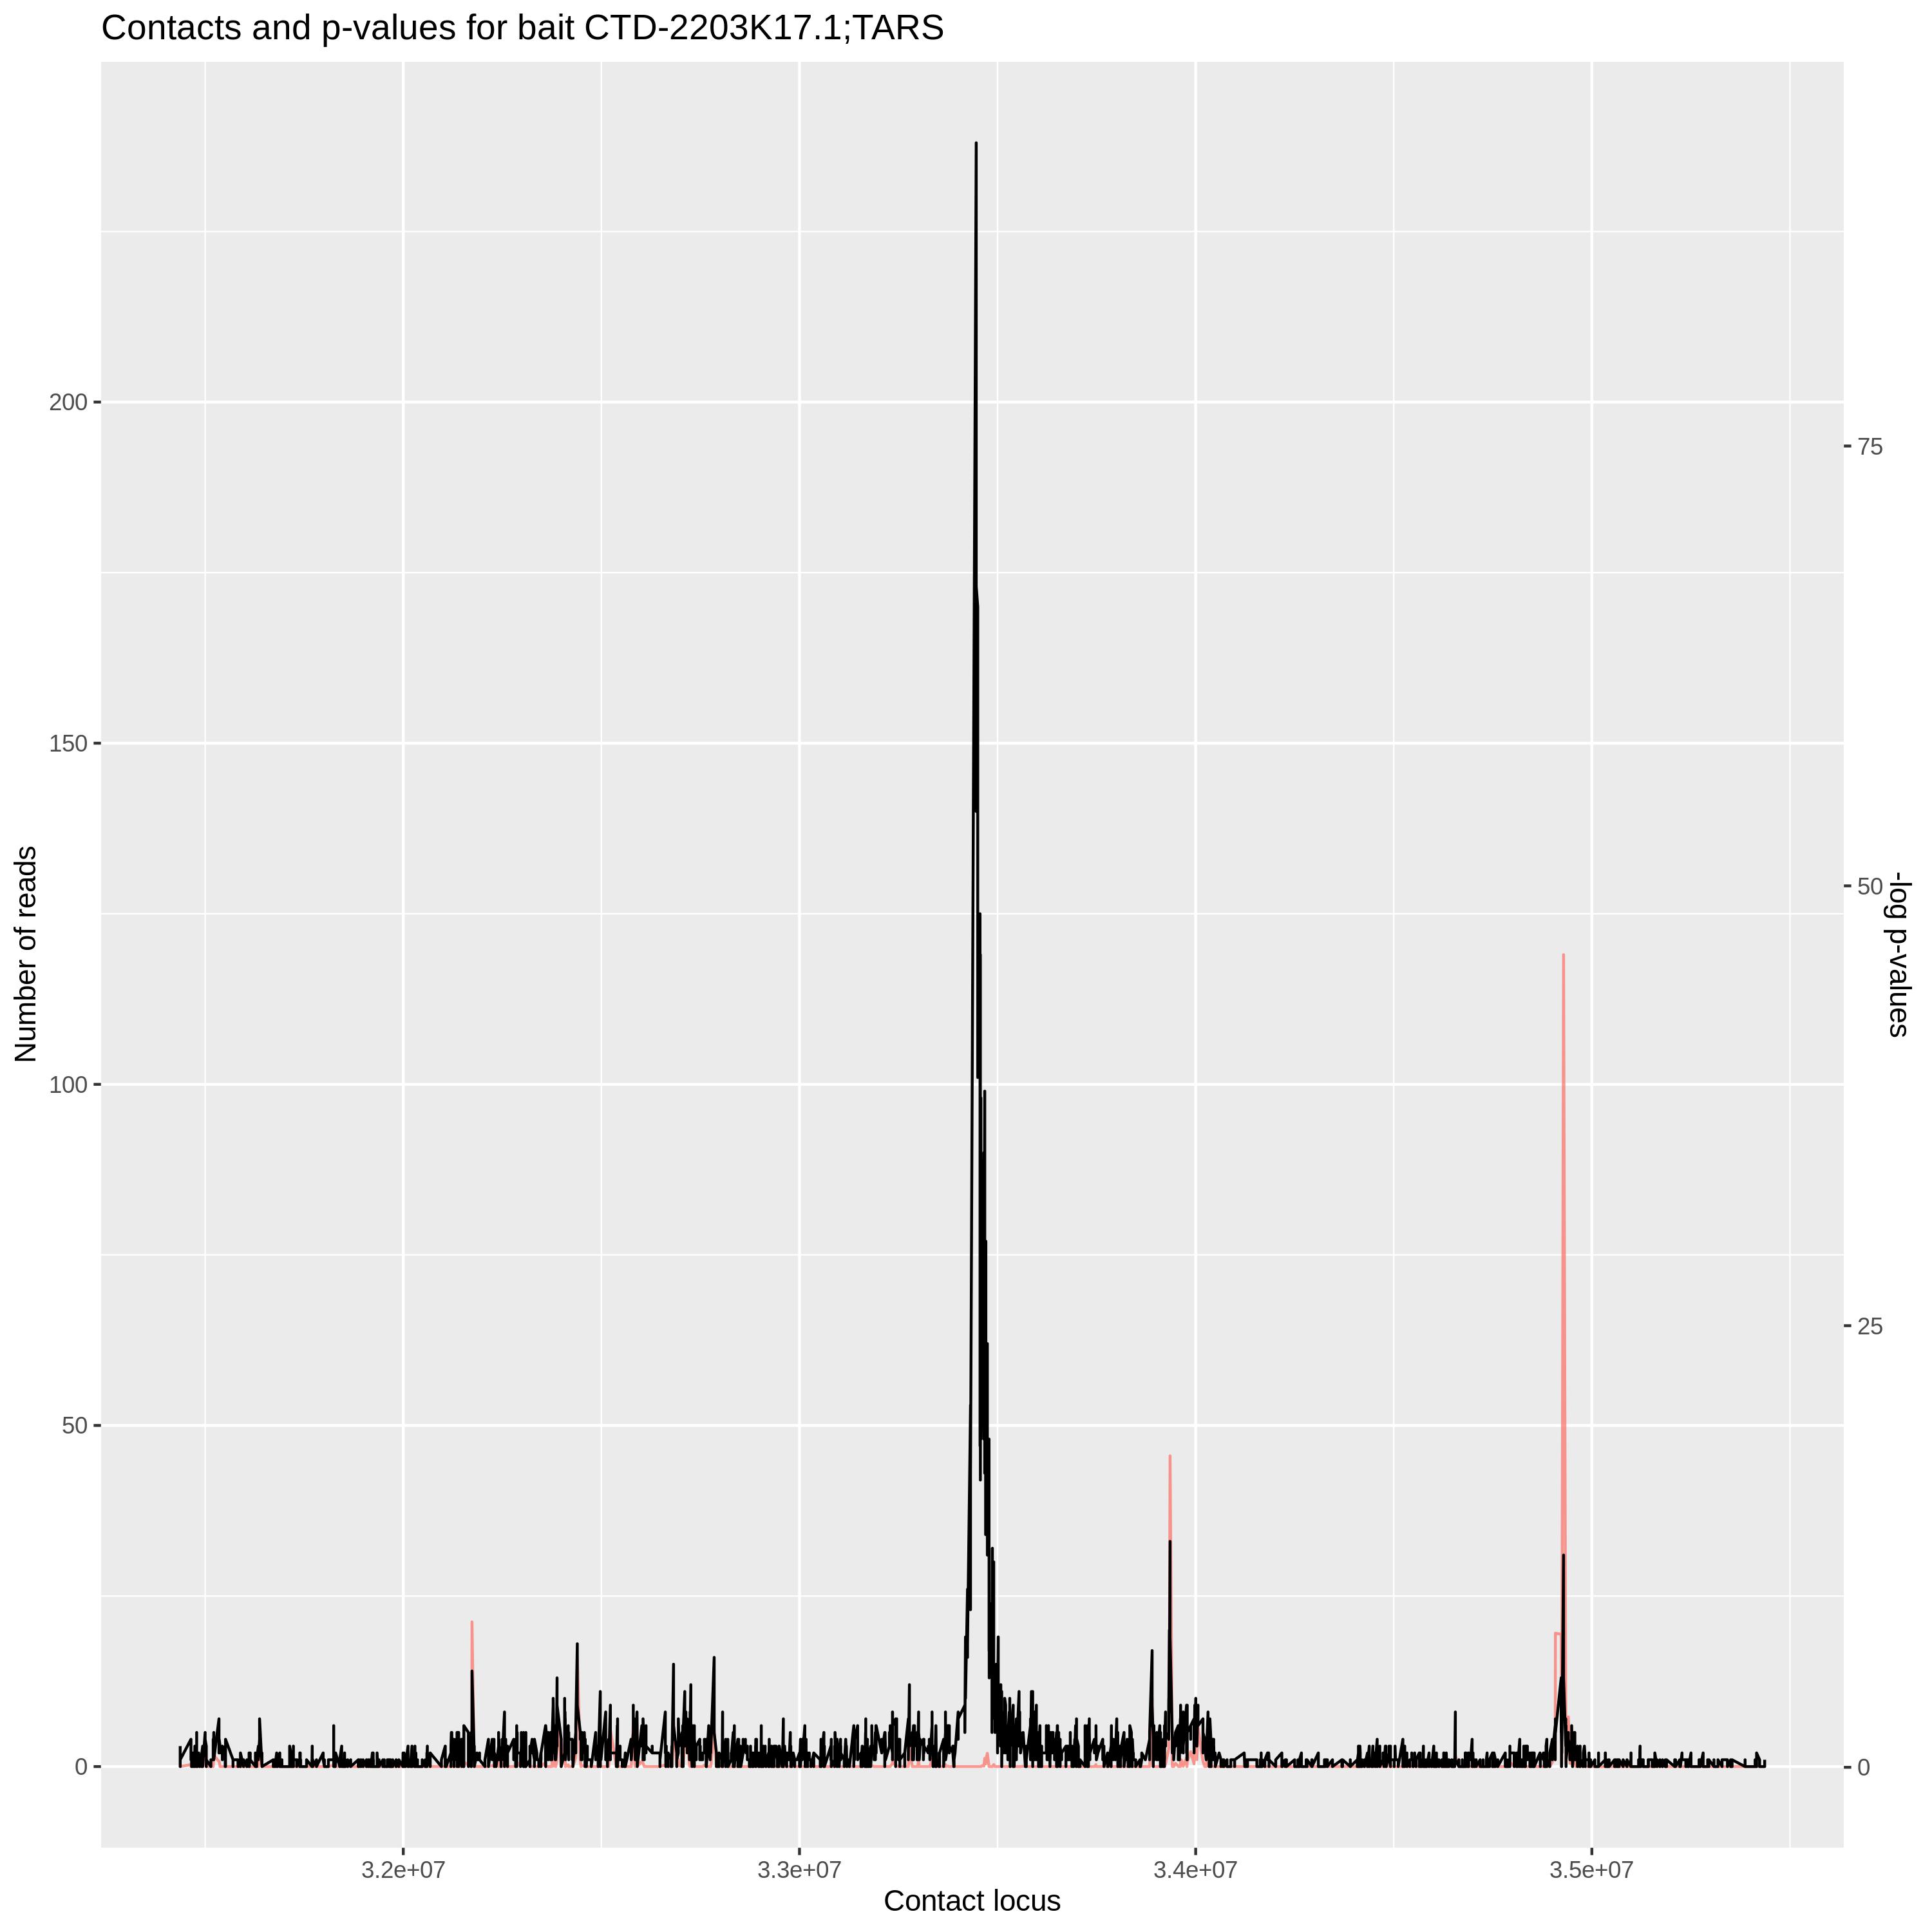 Contacts and p-values for bait CTD-2203K17.1;TARS
Number of reads
200
150
100
50
0
75
50
25
0
-log p-values
3.2e+07
3.3e+07
3.4e+07
3.5e+07
Contact locus